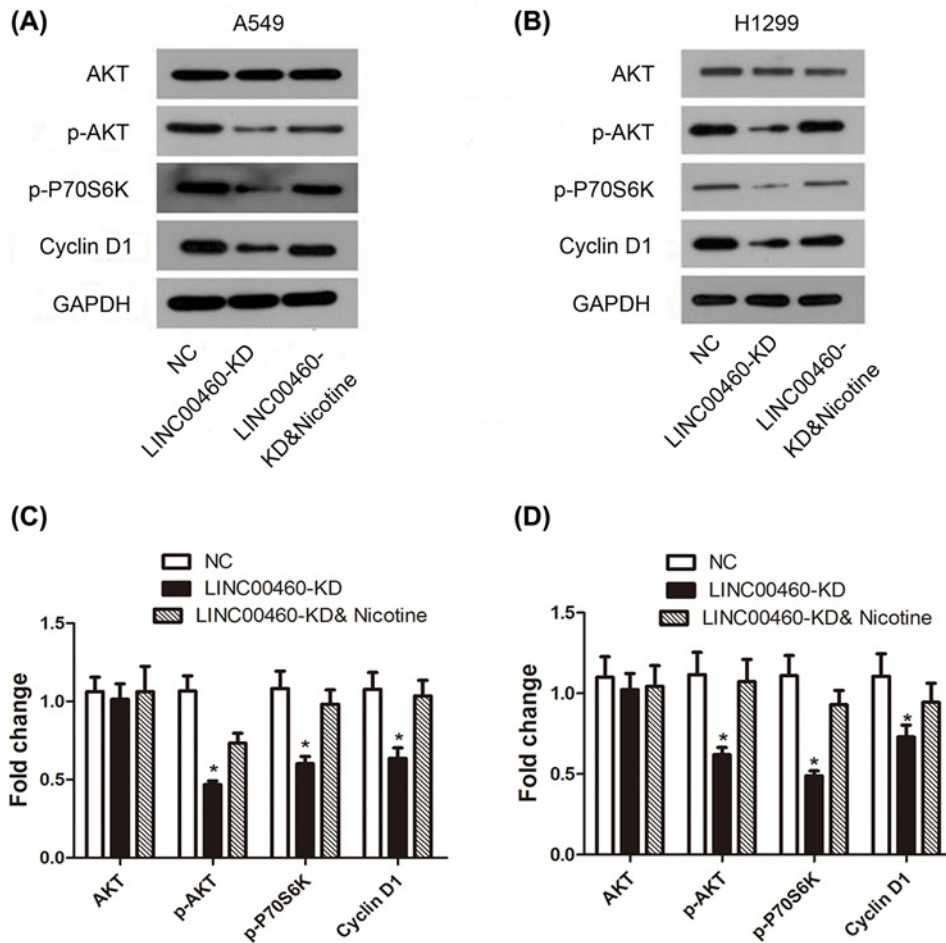 (A)
A549
AKT
p-AKT
p-P70S6K
Cyclin D1
GAPDH
NC
LINC00460-KD
LINC00460-
KD&Nicotine
(B)
H1299
AKT
p-AKT
p-P70S6K
Cyclin D1
GAPDH
NC
LINC00460-KD
LINC00460-
KD&Nicotine
(C)
NC
LINC00460-KD
LINC00460-KD& Nicotine
Fold change
1.5
1.0
0.5
0.0
*
*
*
AKT
p-AKT
p-P70S6K
Cyclin D1
(D)
NC
LINC00460-KD
LINC00460-KD& Nicotine
Fold change
1.5
1.0
0.5
0.0
*
*
*
AKT
p-AKT
p-P70S6K
Cyclin D1